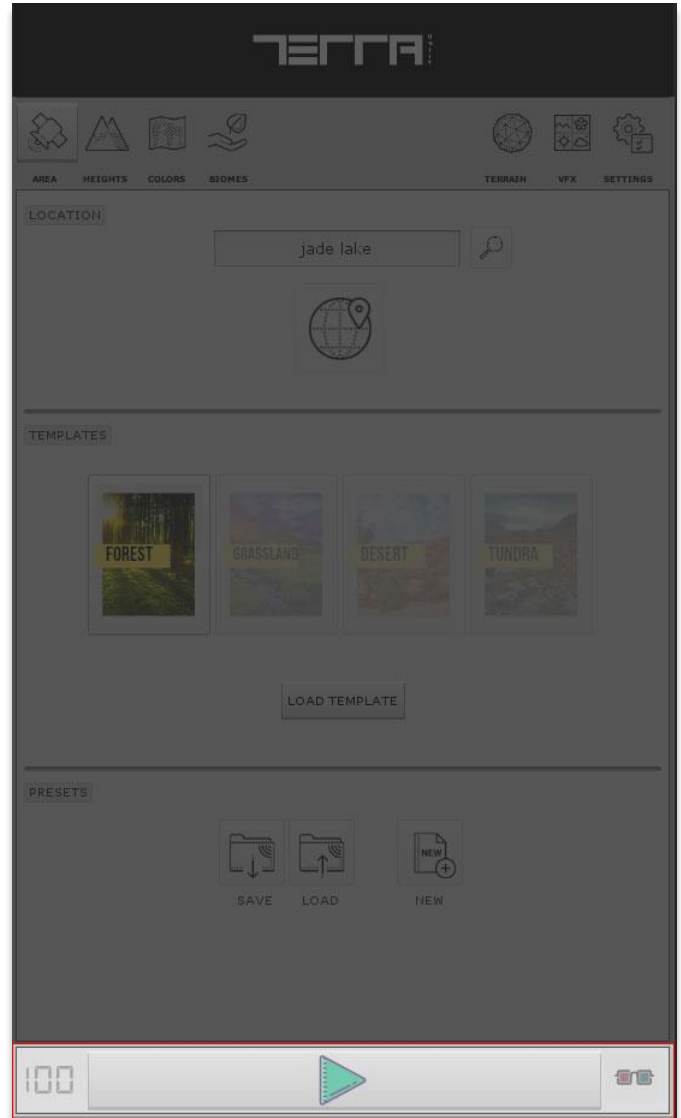 TERRA
UNITY
AREA HEIGHTS COLORS BIOMES TERRAIN VFX SETTINGS
LOCATION
jade lake
TEMPLATES
FOREST GRASSLAND DESERT TUNDRA
LOAD TEMPLATE
PRESETS
NEW
SAVE LOAD NEW
100